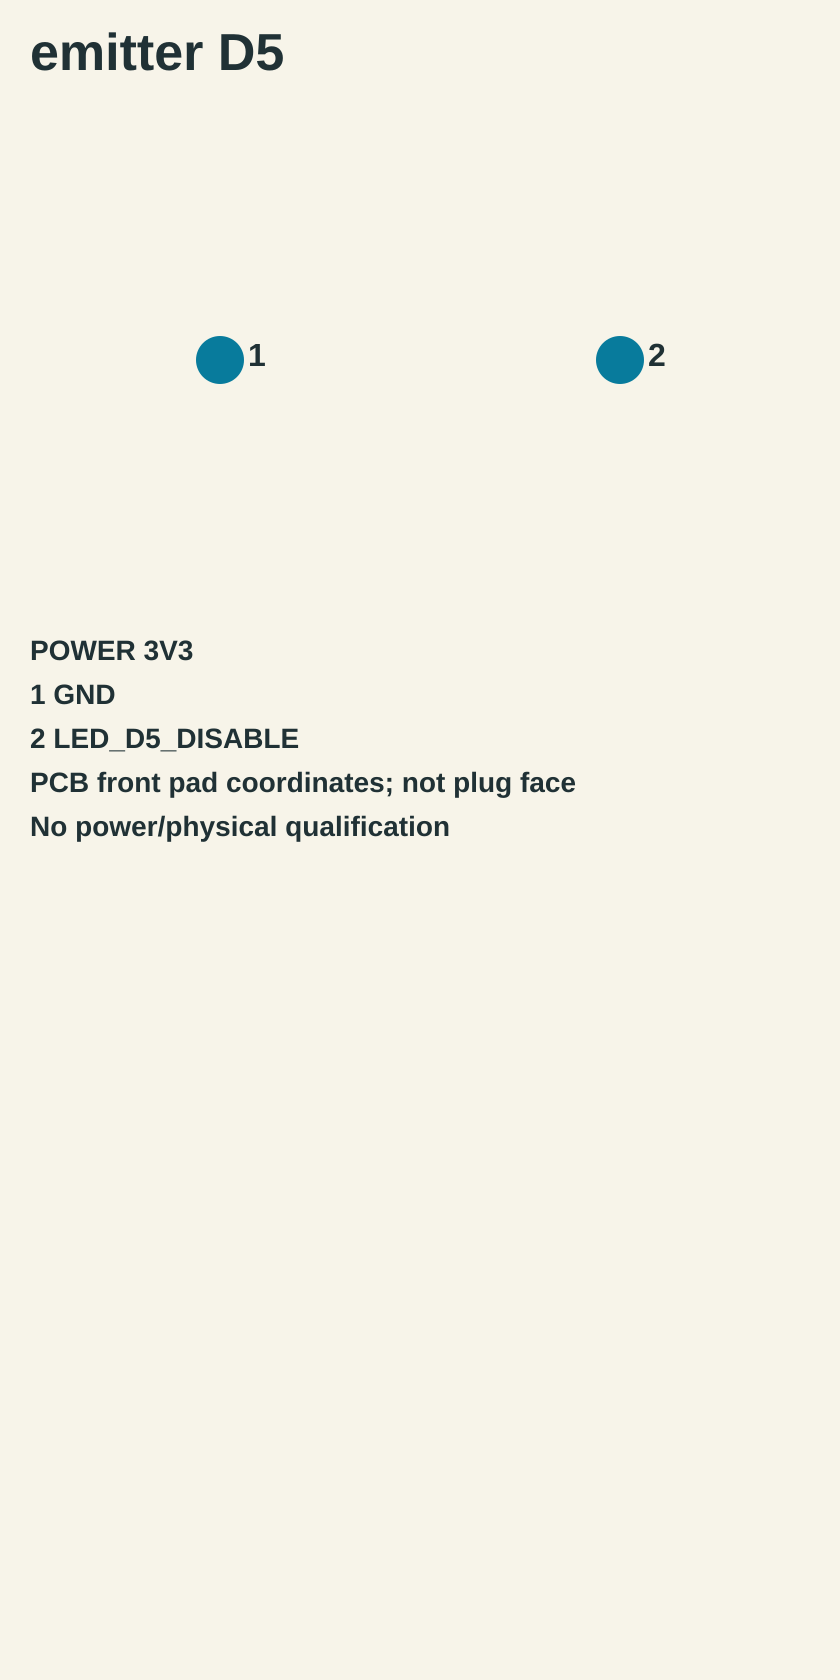 emitter D5
1
2
POWER 3V3
1 GND
2 LED_D5_DISABLE
PCB front pad coordinates; not plug face
No power/physical qualification